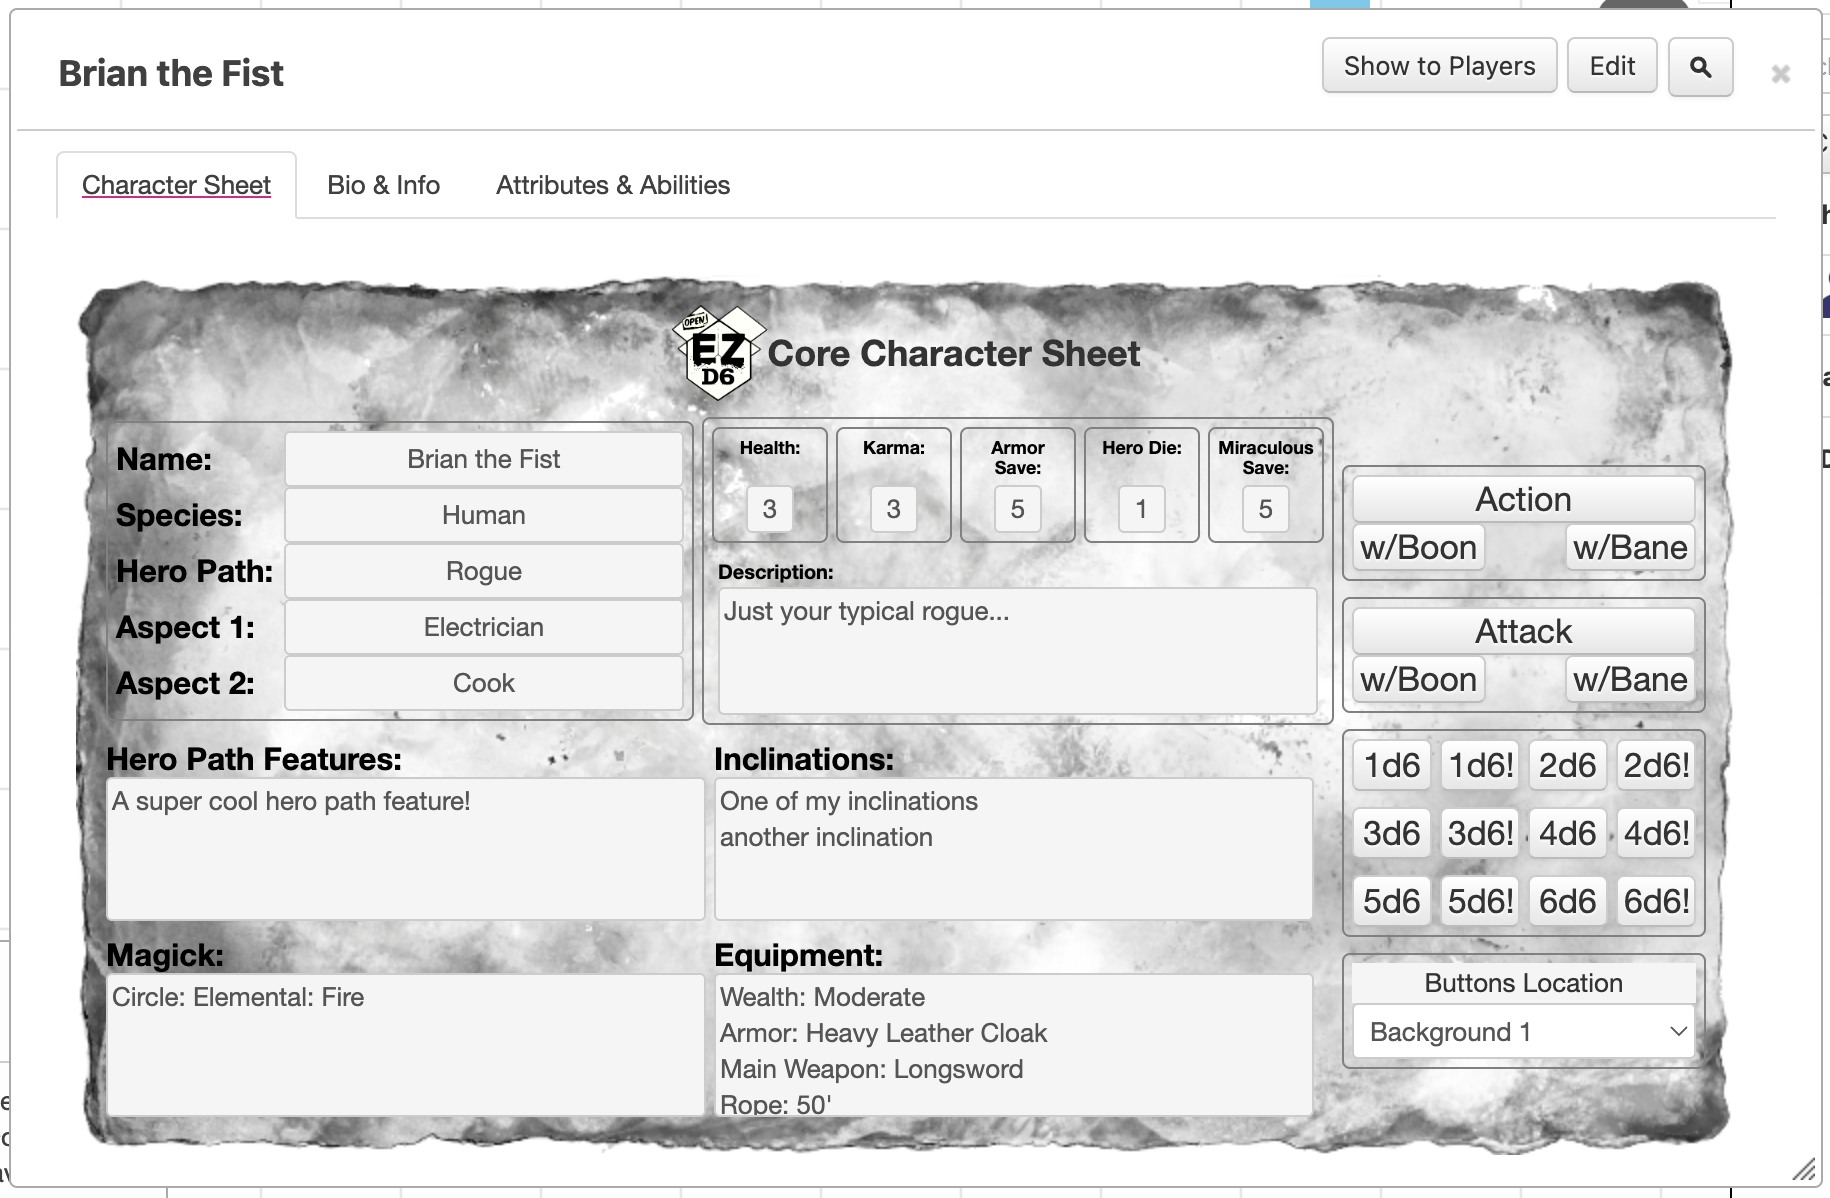 Brian the Fist
Show to Players
Edit
Character Sheet
Bio & Info
Attributes & Abilities
OPEN!
EZ
D6
Core Character Sheet
Name:
Brian the Fist
Species:
Human
Hero Path:
Rogue
Aspect 1:
Electrician
Aspect 2:
Cook
Health:
3
Karma:
3
Armor
Save:
5
Hero Die:
1
Miraculous
Save:
5
Description:
Just your typical rogue...
Action
w/Boon
w/Bane
Attack
w/Boon
w/Bane
1d6 1d6! 2d6 2d6!
3d6 3d6! 4d6 4d6!
5d6 5d6! 6d6 6d6!
Buttons Location
Background 1
Hero Path Features:
A super cool hero path feature!
Inclinations:
One of my inclinations
another inclination
Magick:
Circle: Elemental: Fire
Equipment:
Wealth: Moderate
Armor: Heavy Leather Cloak
Main Weapon: Longsword
Rope: 50'